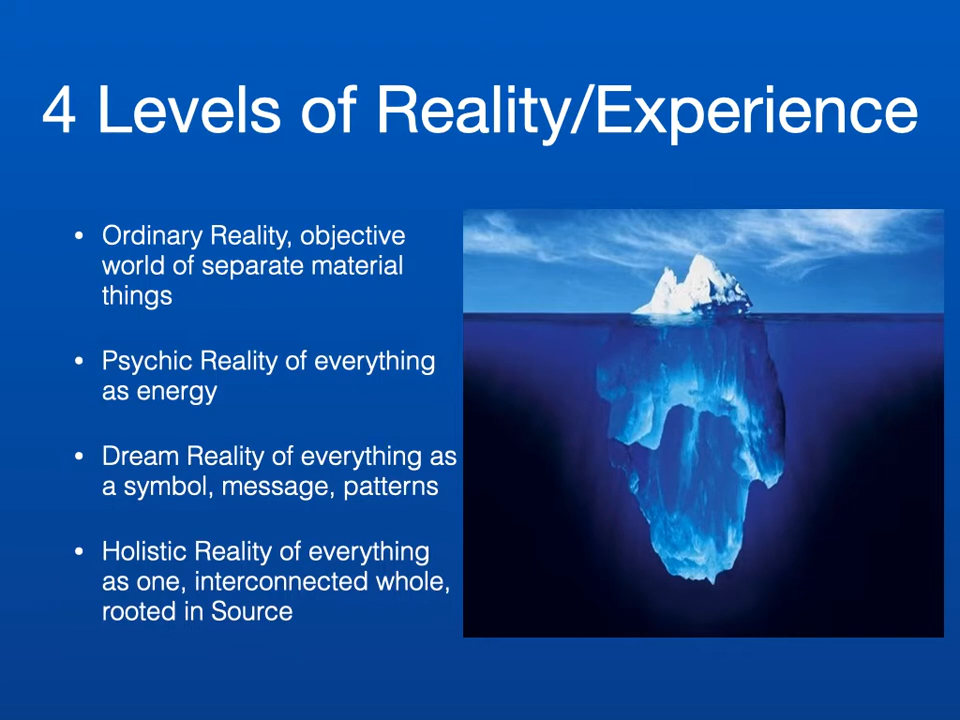 4 Levels of Reality/Experience
• Ordinary Reality, objective
world of separate material
things
• Psychic Reality of everything
as energy
• Dream Reality of everything as
a symbol, message, patterns
• Holistic Reality of everything
as one, interconnected whole,
rooted in Source